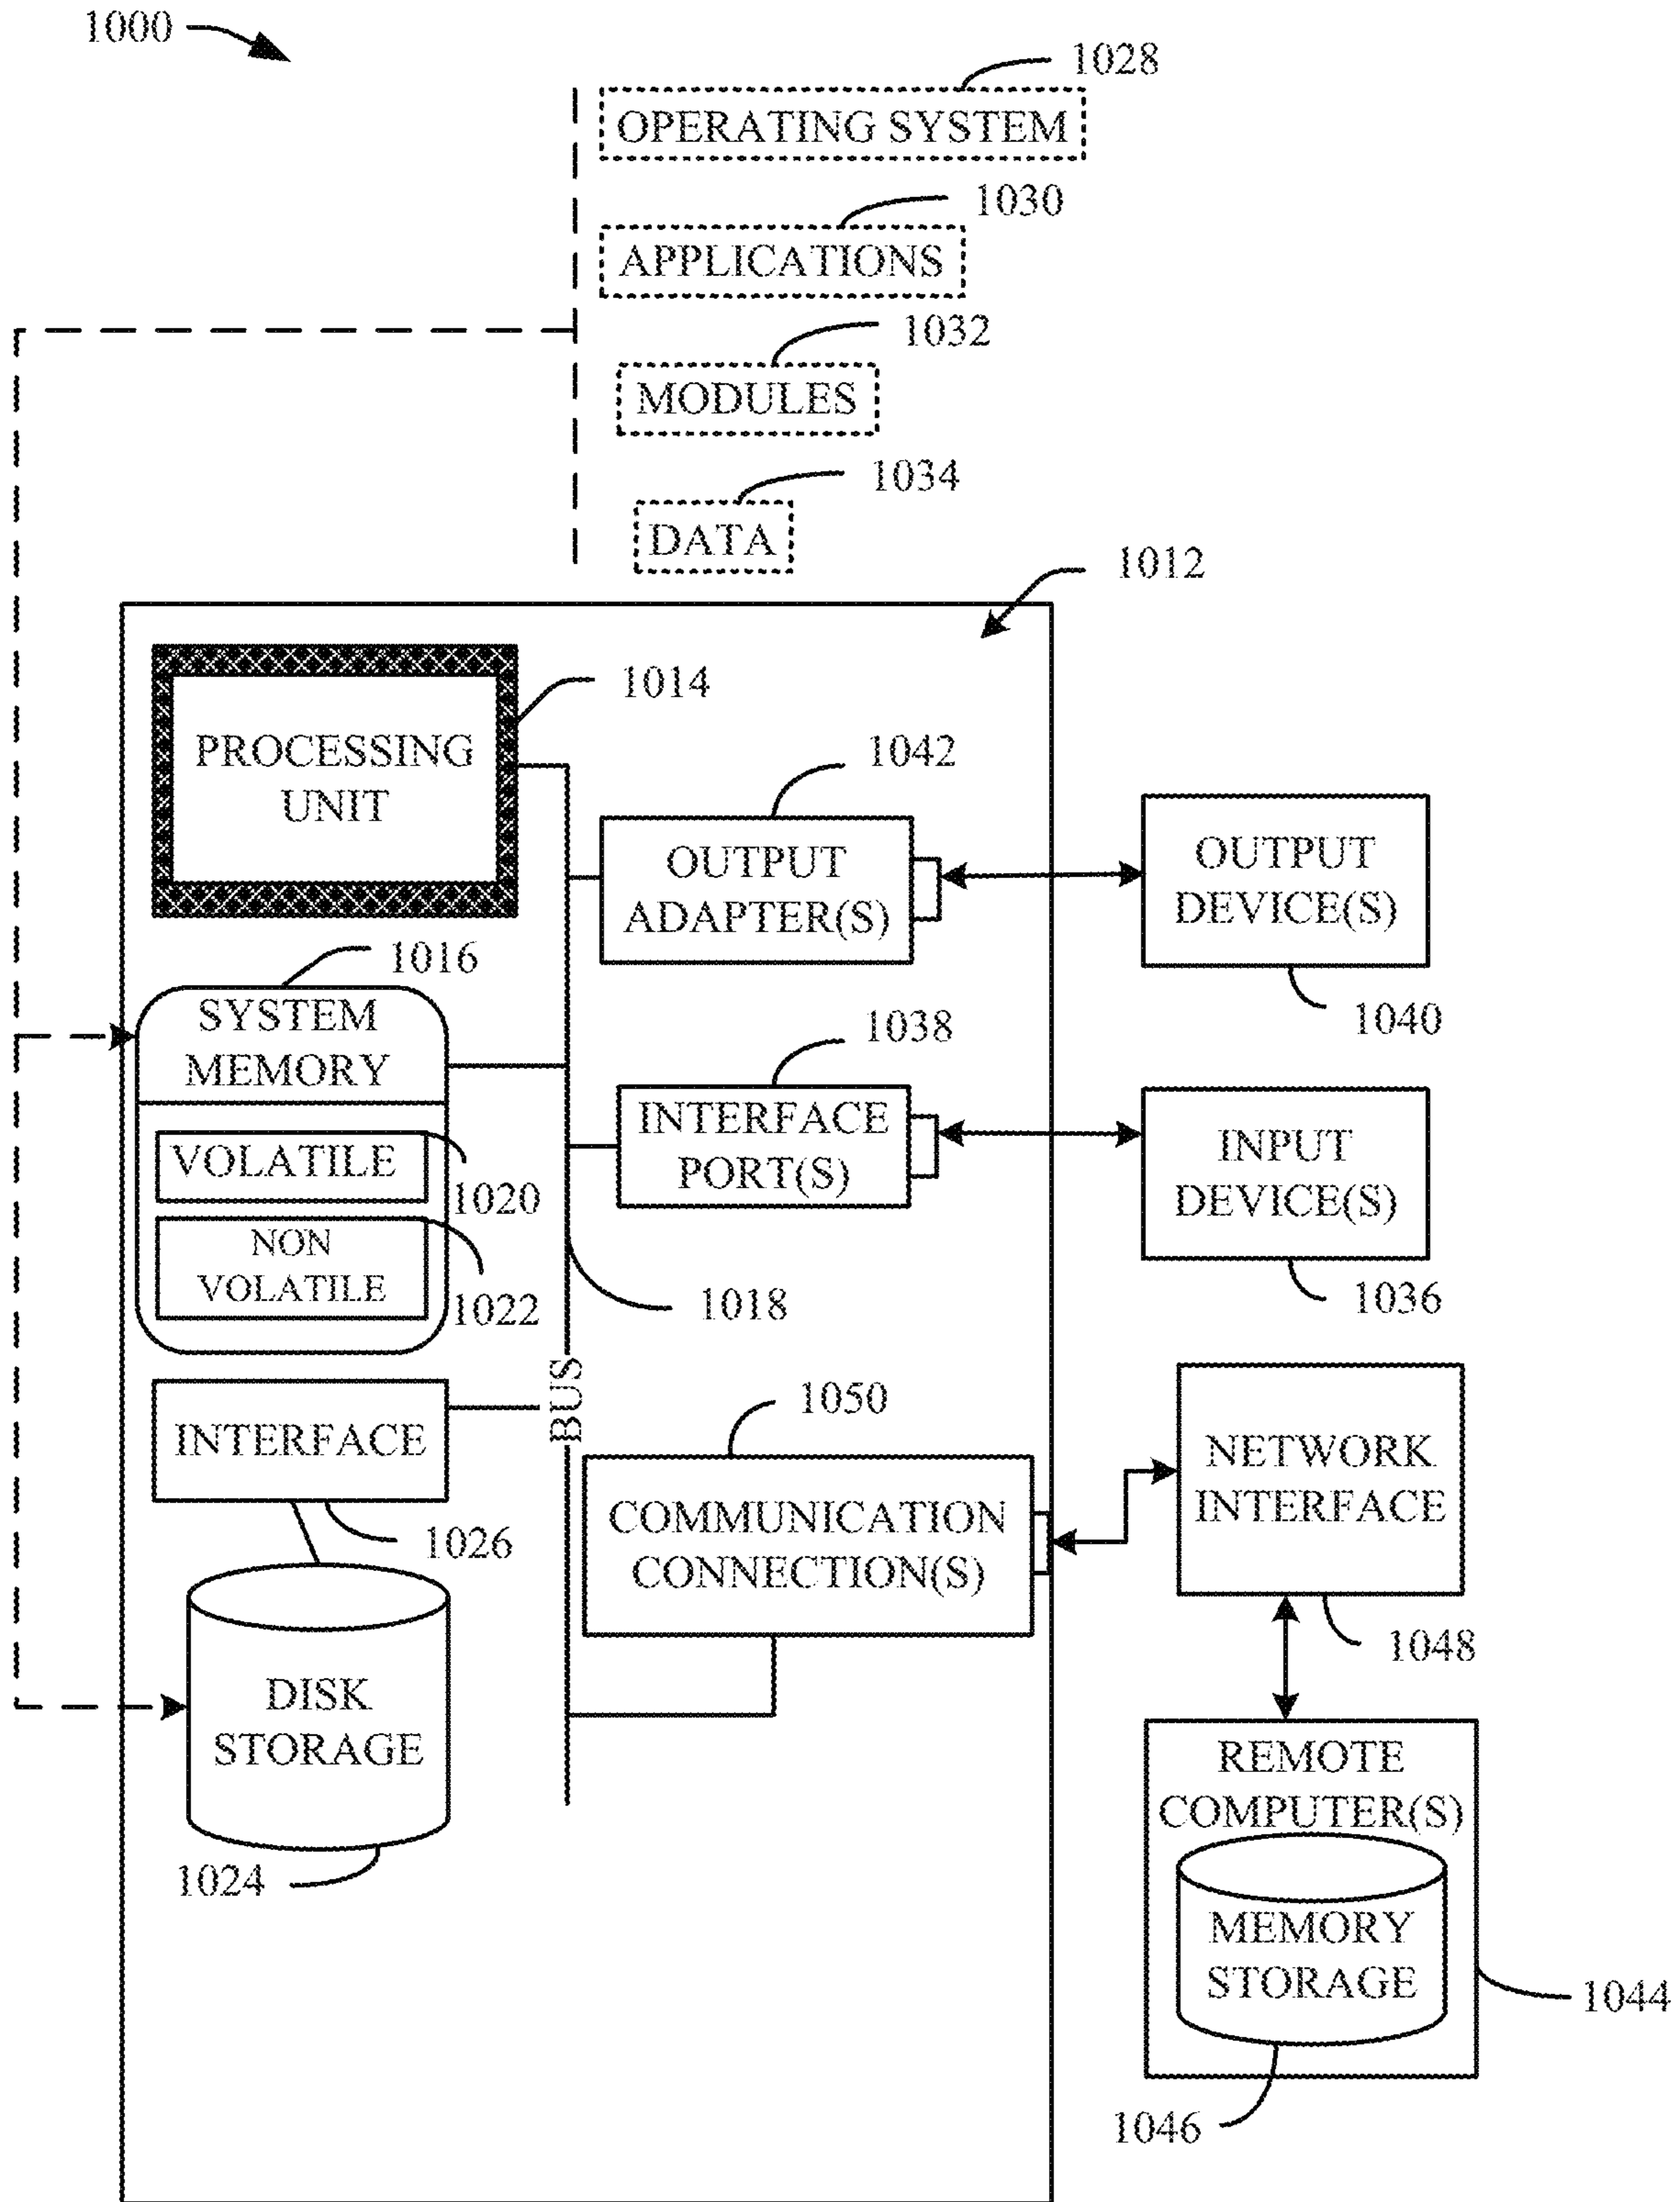 1000
1028
OPERATING SYSTEM
1030
APPLICATIONS
1032
MODULES
1034
DATA
1012
PROCESSING
UNIT
1014
1042
OUTPUT
ADAPTER(S)
OUTPUT
DEVICE(S)
1040
1016
SYSTEM
MEMORY
VOLATILE
1020
NON
VOLATILE
1022
1038
INTERFACE
PORT(S)
INPUT
DEVICE(S)
1036
1018
BUS
INTERFACE
1026
1050
COMMUNICATION
CONNECTION(S)
NETWORK
INTERFACE
1048
DISK
STORAGE
1024
REMOTE
COMPUTER(S)
MEMORY
STORAGE
1044
1046